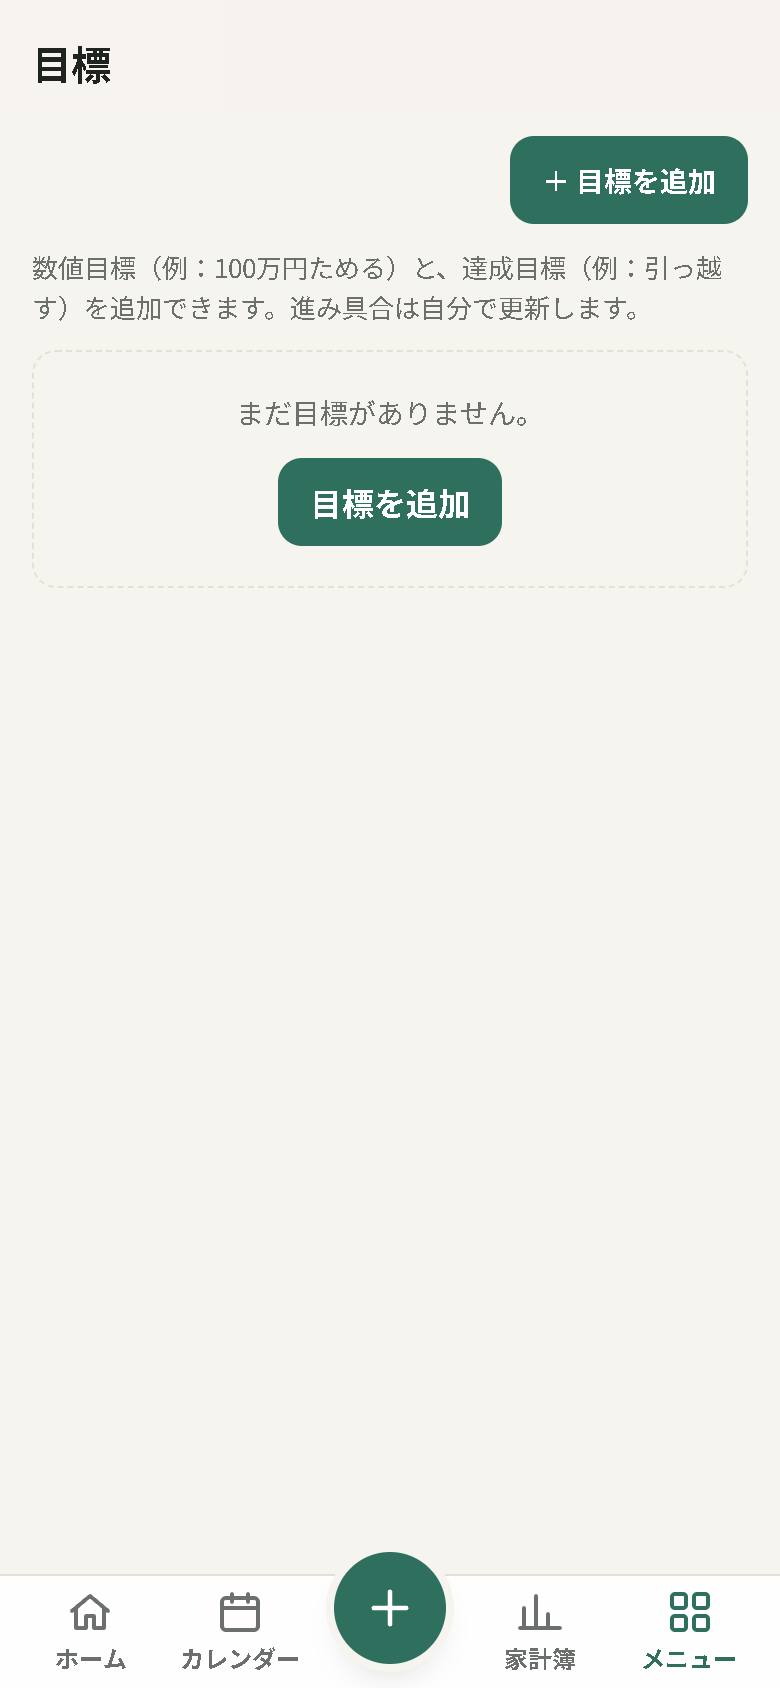 目標
＋ 目標を追加
数値目標（例：100万円ためる）と、達成目標（例：引っ越
す）を追加できます。進み具合は自分で更新します。
まだ目標がありません。
目標を追加
ホーム
カレンダー
家計簿
メニュー